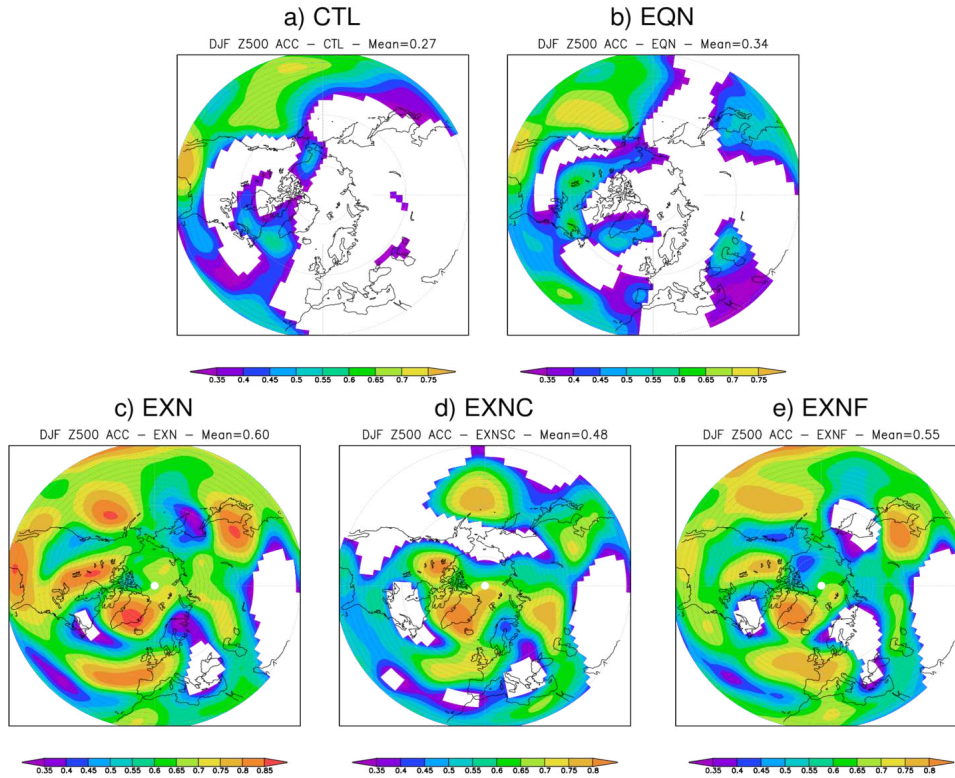 a) CTL
DJF Z500 ACC – CTL – Mean=0.27
b) EQN
DJF Z500 ACC – EQN – Mean=0.34
0.35 0.4 0.45 0.5 0.55 0.6 0.65 0.7 0.75
0.35 0.4 0.45 0.5 0.55 0.6 0.65 0.7 0.75
c) EXN
DJF Z500 ACC – EXN – Mean=0.60
d) EXNC
DJF Z500 ACC – EXNSC – Mean=0.48
e) EXNF
DJF Z500 ACC – EXNF – Mean=0.55
0.35 0.4 0.45 0.5 0.55 0.6 0.65 0.7 0.75 0.8 0.85
0.35 0.4 0.45 0.5 0.55 0.6 0.65 0.7 0.75 0.8
0.35 0.4 0.45 0.5 0.55 0.6 0.65 0.7 0.75 0.8